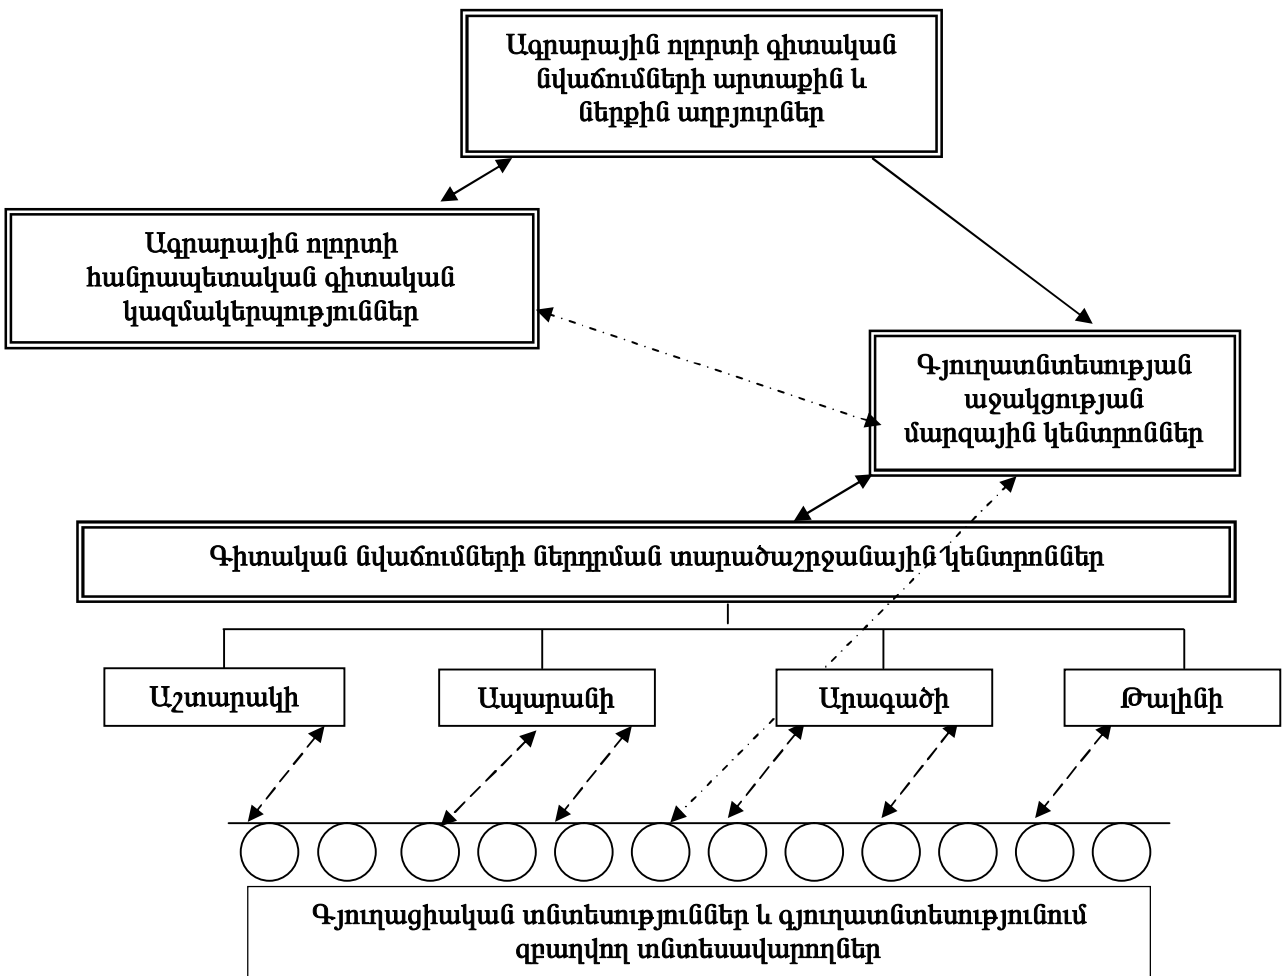 Ագրարային ոլորտի գիտական
նվաճումների արտաքին և
ներքին աղբյուրներ
Ագրարային ոլորտի
հանրապետական գիտական
կազմակերպություններ
Գյուղատնտեսության
աջակցության
մարզային կենտրոններ
Գիտական նվաճումների ներդրման տարածաշրջանային կենտրոններ
Աշտարակի
Ապարանի
Արագածի
Թալինի
Գյուղացիական տնտեսություններ և գյուղատնտեսությունում
զբաղվող տնտեսավարողներ